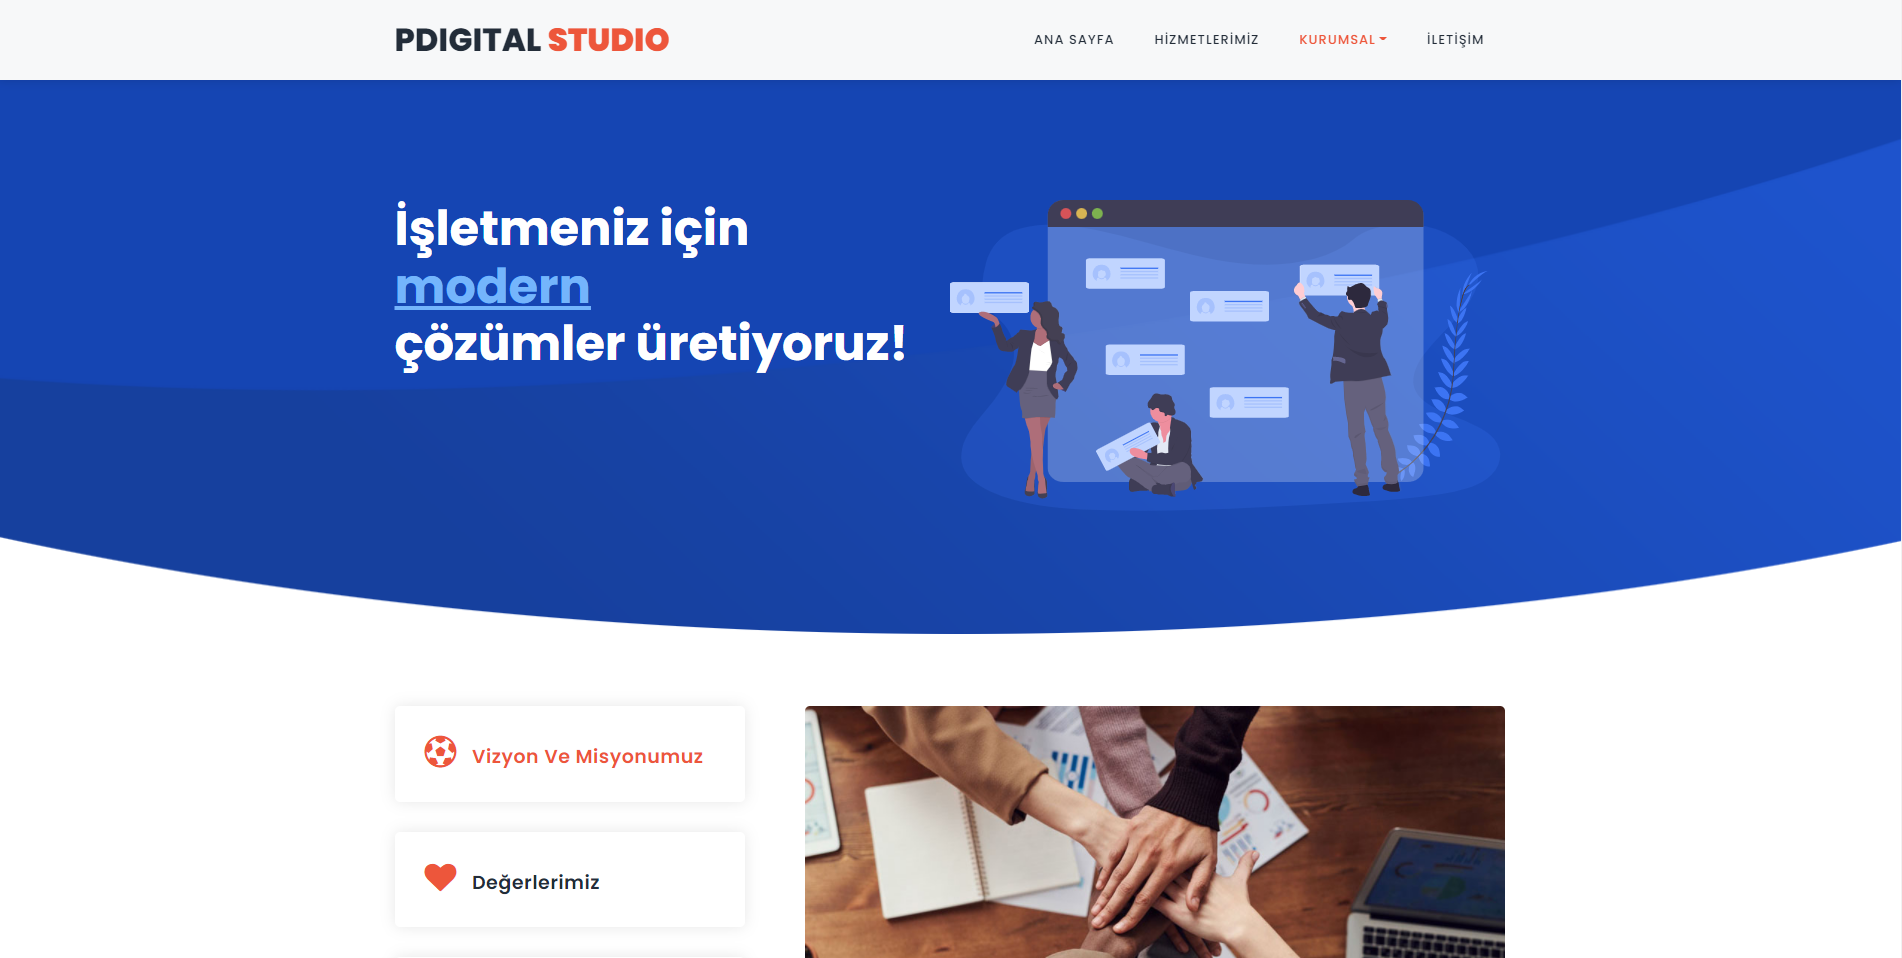 PDIGITAL STUDIO
ANA SAYFA
HİZMETLERİMİZ
KURUMSAL
İLETİŞİM
İşletmeniz için
modern
çözümler üretiyoruz!
Vizyon Ve Misyonumuz
Değerlerimiz